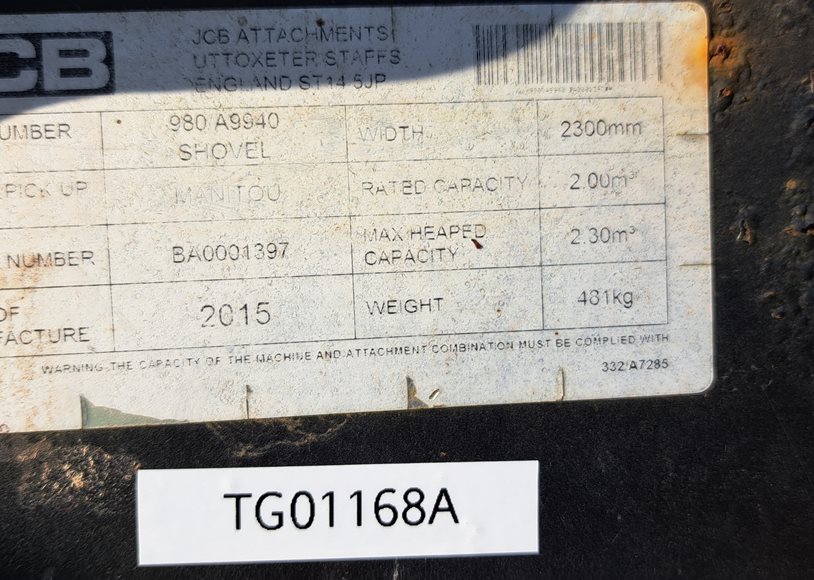 CB
JCB ATTACHMENTS
UTTOXETER STAFFS
ENGLAND ST14 5JP
UMBER 980/A9940 SHOVEL WIDTH 2300mm
PICK UP MANITOU RATED CAPACITY 2.00m³
NUMBER BA0001397 MAX HEAPED CAPACITY 2.30m³
OF FACTURE 2015 WEIGHT 481kg
WARNING THE CAPACITY OF THE MACHINE AND ATTACHMENT COMBINATION MUST BE COMPLIED WITH
332/A7285
TG01168A